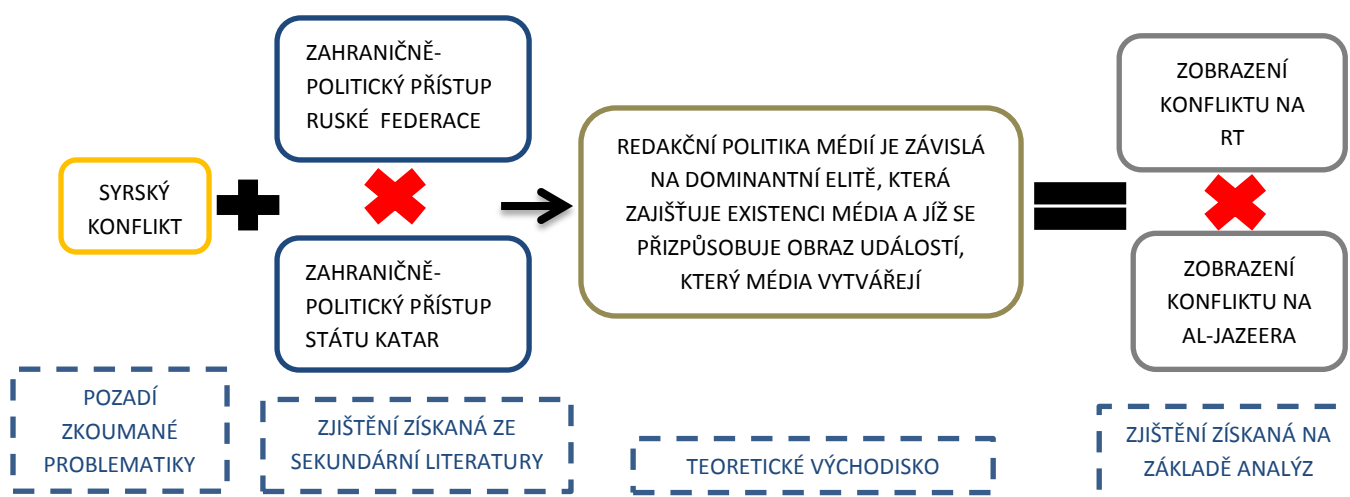 SYRSKÝ
KONFLIKT
ZAHRANIČNĚ-
POLITICKÝ PŘÍSTUP
RUSKÉ FEDERACE
ZAHRANIČNĚ-
POLITICKÝ PŘÍSTUP
STÁTU KATAR
REDAKČNÍ POLITIKA MÉDIÍ JE ZÁVISLÁ
NA DOMINANTNÍ ELITĚ, KTERÁ
ZAJIŠŤUJE EXISTENCI MÉDIA A JÍŽ SE
PŘIZPŮSOBUJE OBRAZ UDÁLOSTÍ,
KTERÝ MÉDIA VYTVÁŘEJÍ
ZOBRAZENÍ
KONFLIKTU NA
RT
ZOBRAZENÍ
KONFLIKTU NA
AL-JAZEERA
POZADÍ
ZKOUMANÉ
PROBLEMATIKY
ZJIŠTĚNÍ ZÍSKANÁ ZE
SEKUNDÁRNÍ LITERATURY
TEORETICKÉ VÝCHODISKO
ZJIŠTĚNÍ ZÍSKANÁ NA
ZÁKLADĚ ANALÝZ